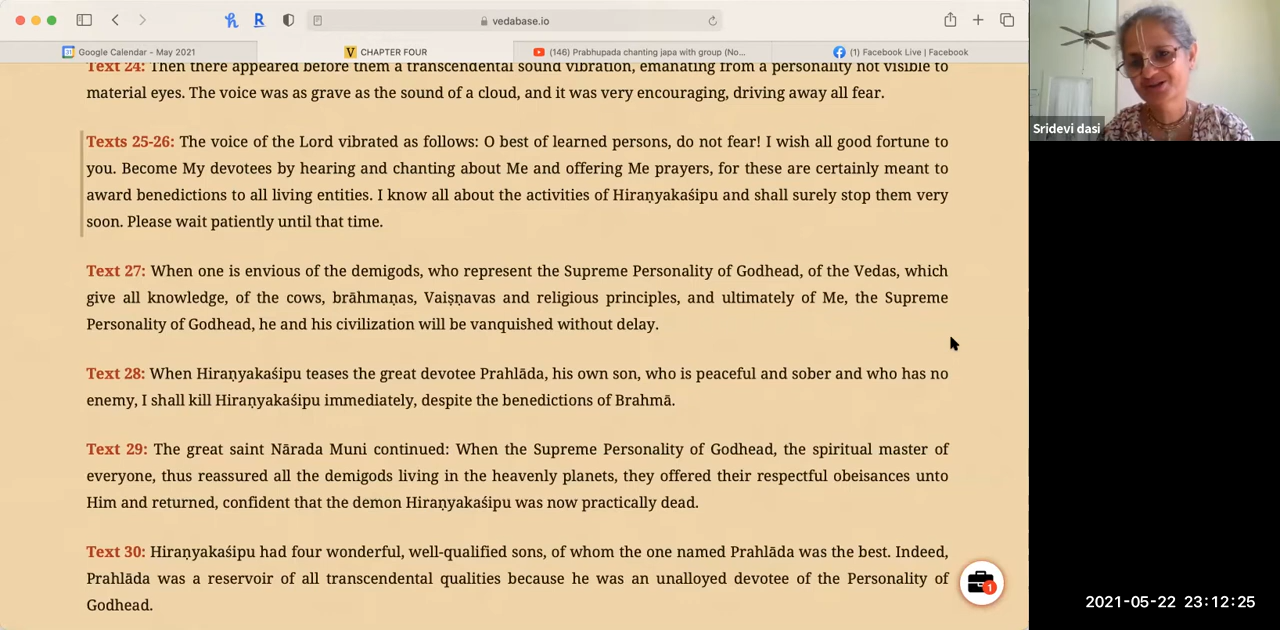 vedabase.io
Google Calendar - May 2021
CHAPTER FOUR
(146) Prabhupada chanting japa with group (No...
(1) Facebook Live | Facebook
Text 24: Then there appeared before them a transcendental sound vibration, emanating from a personality not visible to
material eyes. The voice was as grave as the sound of a cloud, and it was very encouraging, driving away all fear.
Texts 25-26: The voice of the Lord vibrated as follows: O best of learned persons, do not fear! I wish all good fortune to
you. Become My devotees by hearing and chanting about Me and offering Me prayers, for these are certainly meant to
award benedictions to all living entities. I know all about the activities of Hiraṇyakaśipu and shall surely stop them very
soon. Please wait patiently until that time.
Text 27: When one is envious of the demigods, who represent the Supreme Personality of Godhead, of the Vedas, which
give all knowledge, of the cows, brāhmaṇas, Vaiṣṇavas and religious principles, and ultimately of Me, the Supreme
Personality of Godhead, he and his civilization will be vanquished without delay.
Text 28: When Hiraṇyakaśipu teases the great devotee Prahlāda, his own son, who is peaceful and sober and who has no
enemy, I shall kill Hiraṇyakaśipu immediately, despite the benedictions of Brahmā.
Text 29: The great saint Nārada Muni continued: When the Supreme Personality of Godhead, the spiritual master of
everyone, thus reassured all the demigods living in the heavenly planets, they offered their respectful obeisances unto
Him and returned, confident that the demon Hiraṇyakaśipu was now practically dead.
Text 30: Hiraṇyakaśipu had four wonderful, well-qualified sons, of whom the one named Prahlāda was the best. Indeed,
Prahlāda was a reservoir of all transcendental qualities because he was an unalloyed devotee of the Personality of
Godhead.
1
Sridevi dasi
2021-05-22 23:12:25